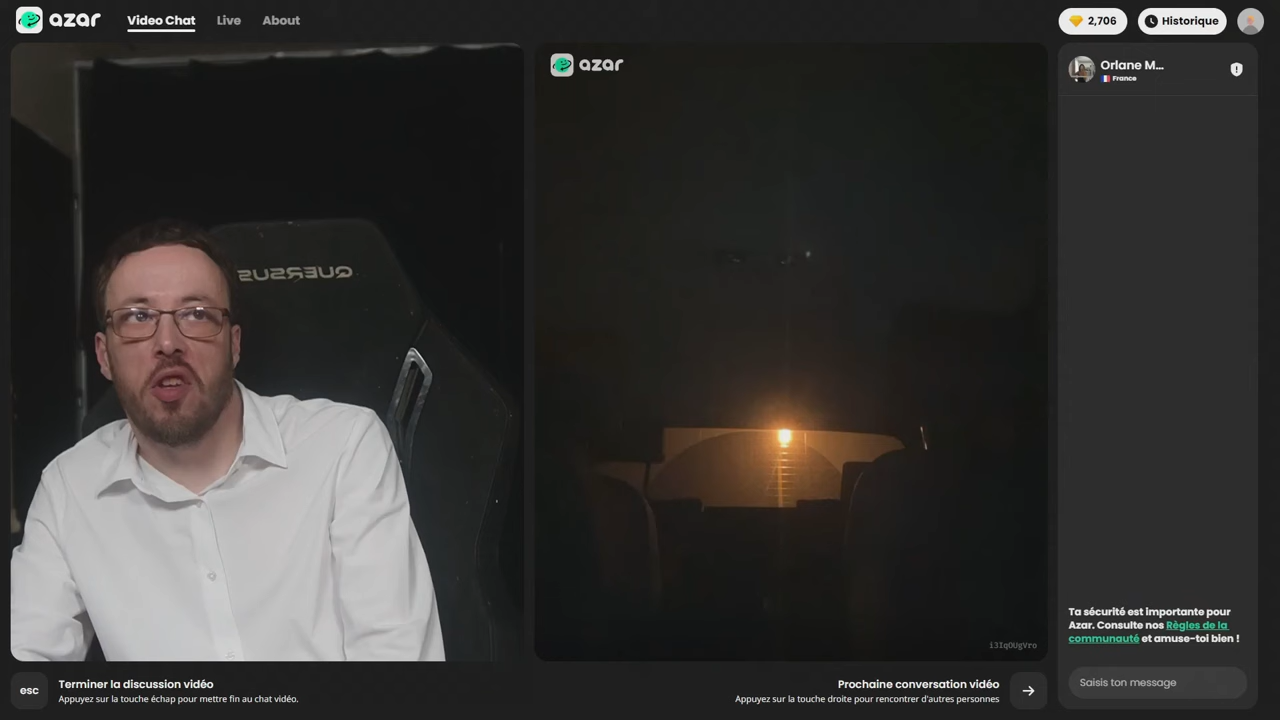 azar
Video Chat
Live
About
2,706
Historique
QUERSUS
azar
Orlane M...
France
i3IqOUgVro
Ta sécurité est importante pour
Azar. Consulte nos Règles de la
communauté et amuse-toi bien !
Saisis ton message
esc
Terminer la discussion vidéo
Appuyez sur la touche échap pour mettre fin au chat vidéo.
Prochaine conversation vidéo
Appuyez sur la touche droite pour rencontrer d'autres personnes